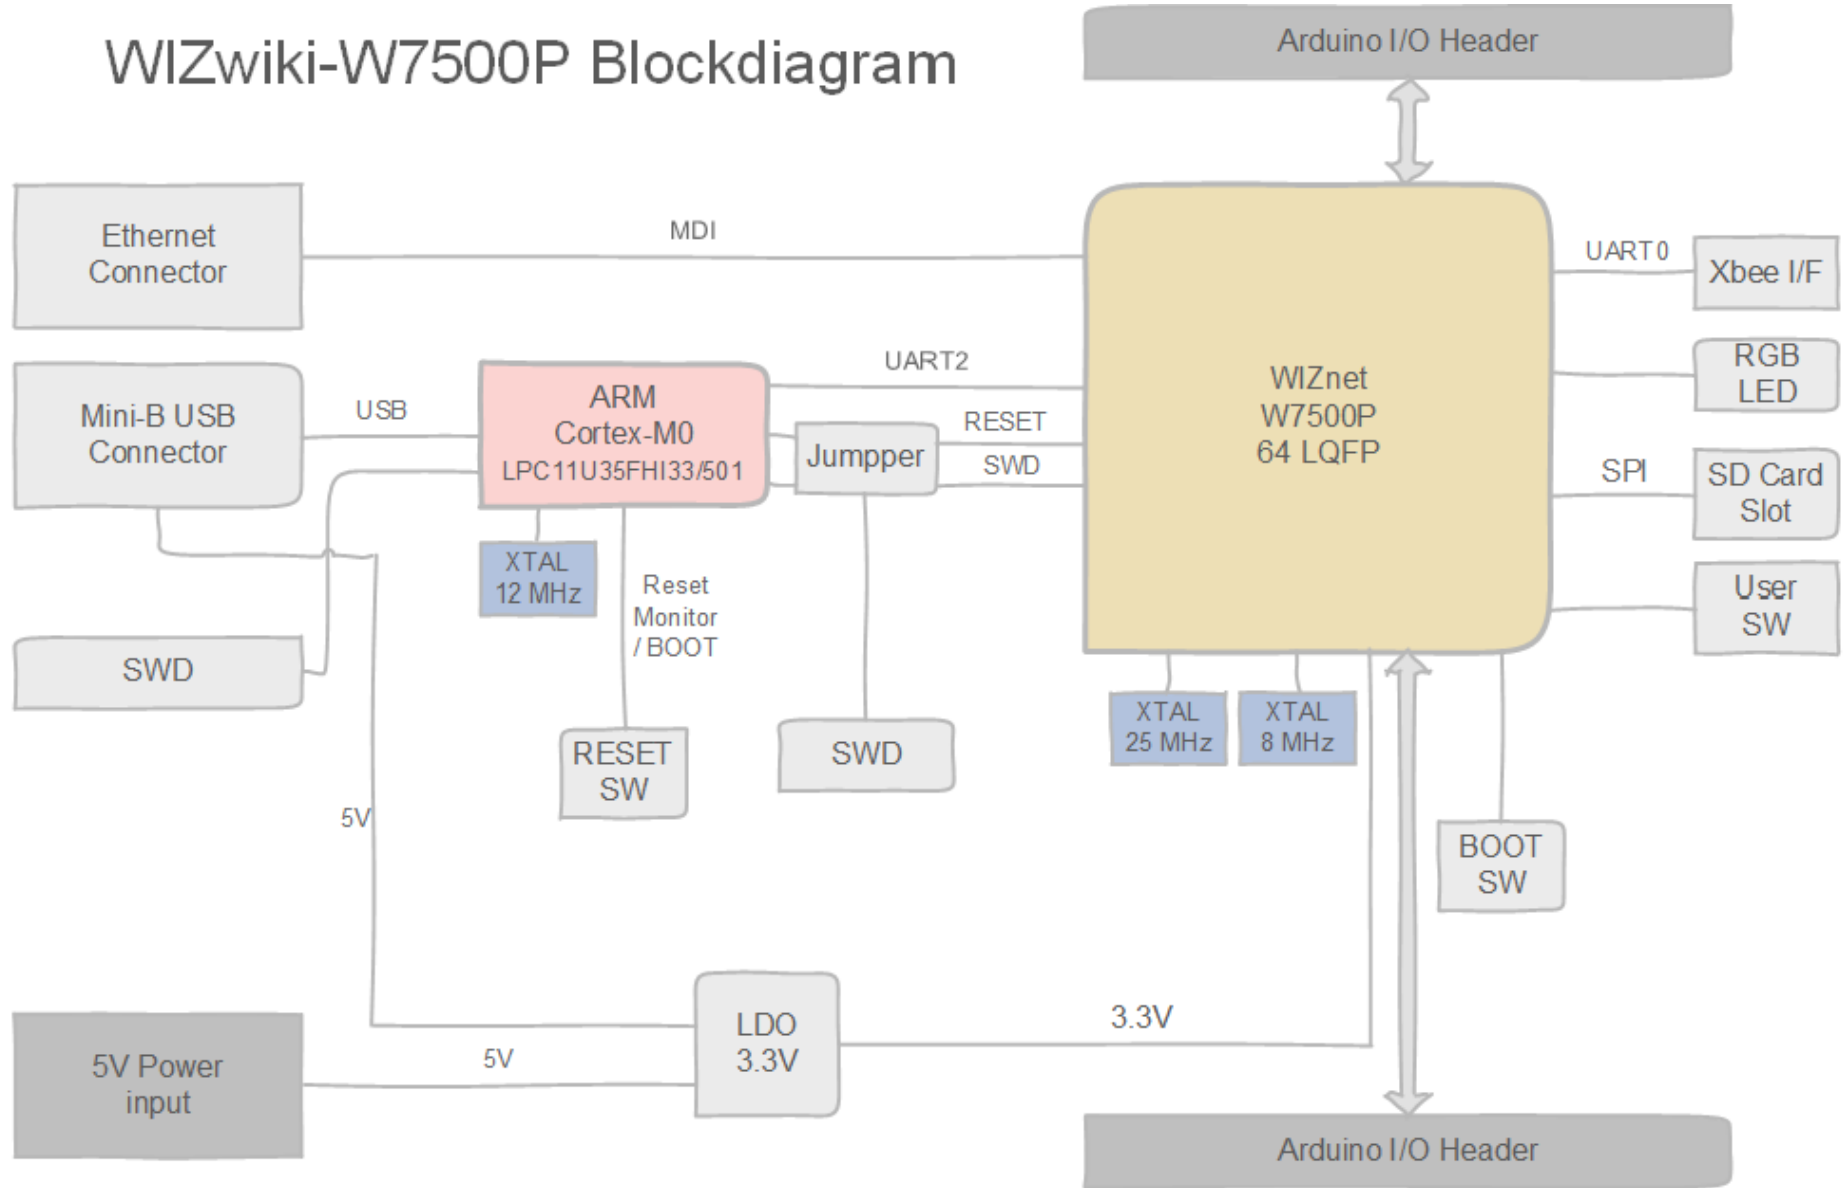 WIZwiki-W7500P Blockdiagram
Arduino I/O Header
Ethernet
Connector
MDI
UART0
Xbee I/F
Mini-B USB
Connector
USB
ARM
Cortex-M0
LPC11U35FHI33/501
UART2
Jumpper
RESET
SWD
WIZnet
W7500P
64 LQFP
RGB
LED
SPI
SD Card
Slot
User
SW
XTAL
12 MHz
Reset
Monitor
/ BOOT
SWD
RESET
SW
SWD
XTAL
25 MHz
XTAL
8 MHz
5V
BOOT
SW
LDO
3.3V
3.3V
5V Power
input
5V
Arduino I/O Header